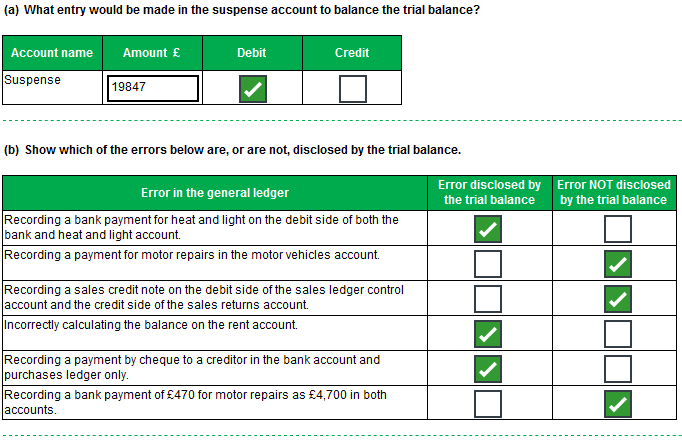 (a) What entry would be made in the suspense account to balance the trial balance?
Account name Amount £ Debit Credit
Suspense 19847
(b) Show which of the errors below are, or are not, disclosed by the trial balance.
Error in the general ledger
Error disclosed by
the trial balance
Error NOT disclosed
by the trial balance
Recording a bank payment for heat and light on the debit side of both the
bank and heat and light account.
Recording a payment for motor repairs in the motor vehicles account.
Recording a sales credit note on the debit side of the sales ledger control
account and the credit side of the sales returns account.
Incorrectly calculating the balance on the rent account.
Recording a payment by cheque to a creditor in the bank account and
purchases ledger only.
Recording a bank payment of £470 for motor repairs as £4,700 in both
accounts.